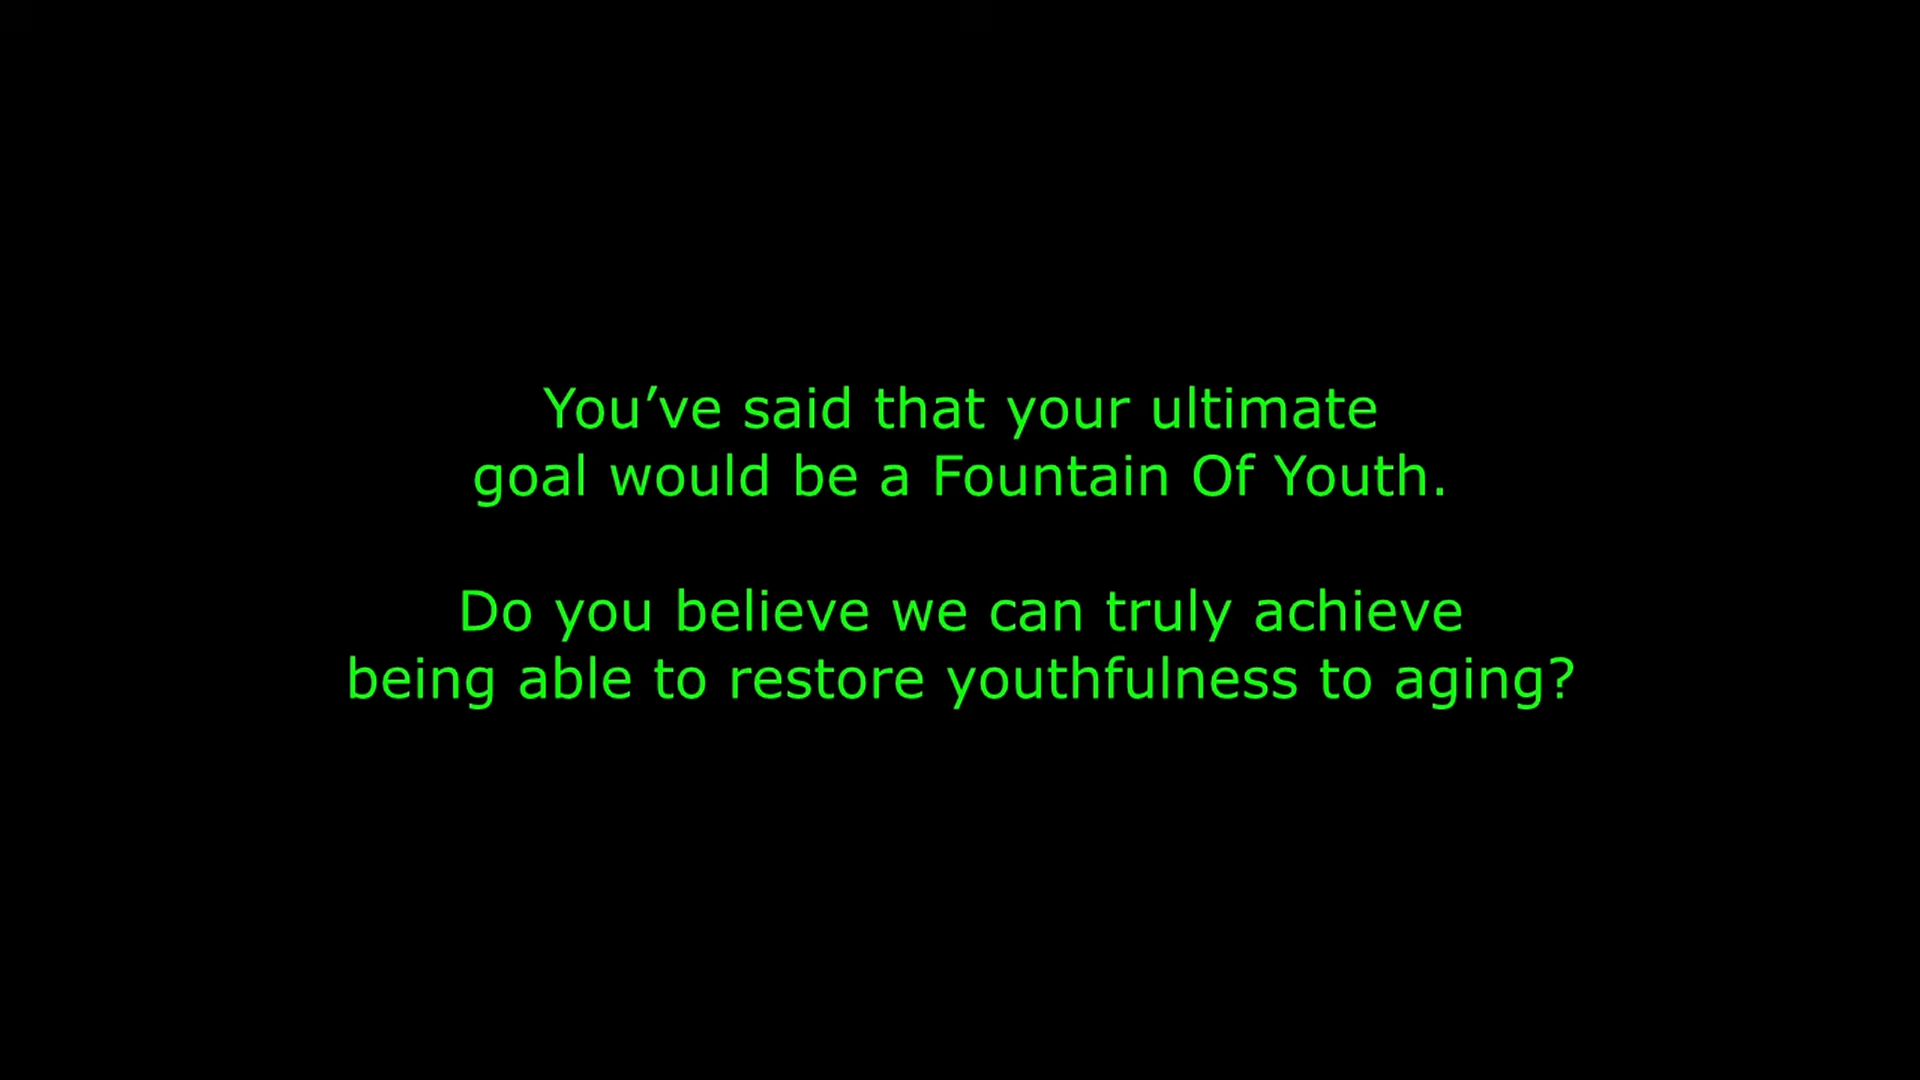 You’ve said that your ultimate
goal would be a Fountain Of Youth.
Do you believe we can truly achieve
being able to restore youthfulness to aging?